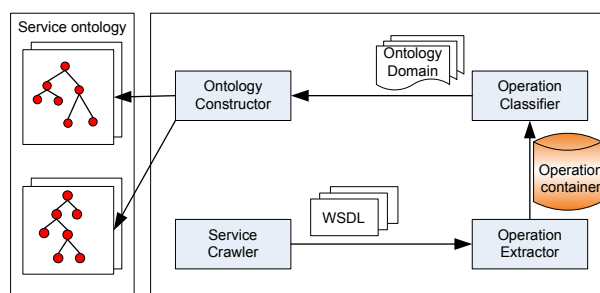 Service ontology
Ontology
Domain
Ontology
Constructor
Operation
Classifier
Operation
container
WSDL
Service
Crawler
Operation
Extractor